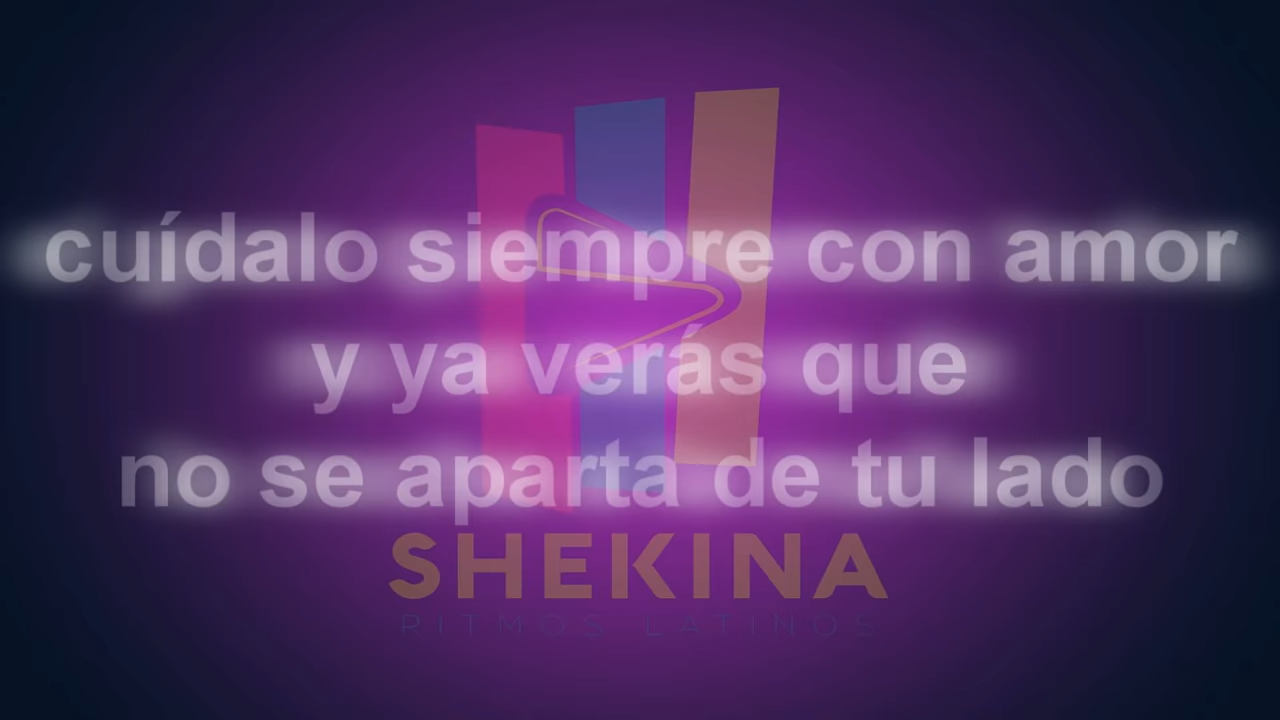 cuídalo siempre con amor
y ya verás que
no se aparta de tu lado
SHEKINA
RITMOS LATINOS